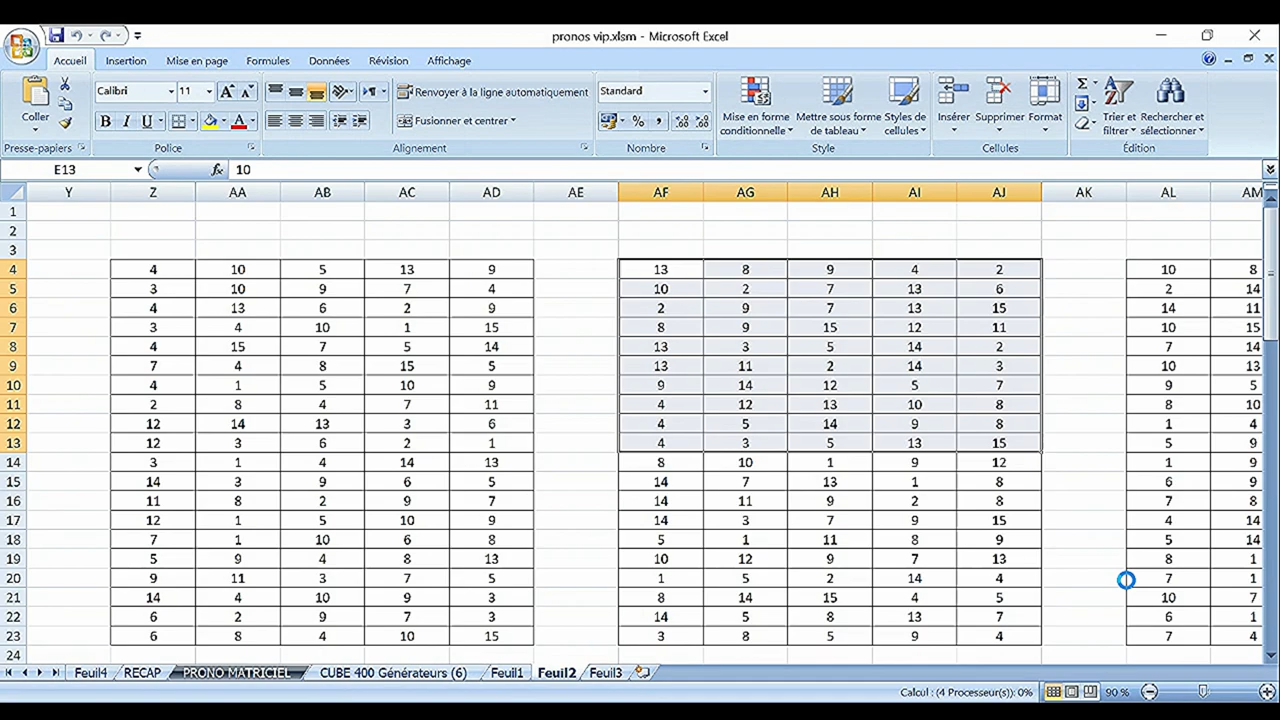 pronos vip.xlsm - Microsoft Excel
Accueil Insertion Mise en page Formules Données Révision Affichage
Coller
Calibri 11
G I S
Renvoyer à la ligne automatiquement
Fusionner et centrer
Standard
% ,
Mise en forme conditionnelle
Mettre sous forme de tableau
Styles de cellules
Insérer Supprimer Format
Σ
Trier et filtrer
Rechercher et sélectionner
Presse-papiers Police Alignement Nombre Style Cellules Édition
E13 fx 10
Y Z AA AB AC AD AE AF AG AH AI AJ AK AL AM
1
2
3
4 4 10 5 13 9 13 8 9 4 2 10 8
5 3 10 9 7 4 10 2 7 13 6 2 14
6 4 13 6 2 9 2 9 7 13 15 14 11
7 3 4 10 1 15 8 9 15 12 11 10 15
8 4 15 7 5 14 13 3 5 14 2 7 14
9 7 4 8 15 5 13 11 2 14 3 10 13
10 4 1 5 10 9 9 14 12 5 7 9 5
11 2 8 4 7 11 4 12 13 10 8 8 10
12 12 14 13 3 6 4 5 14 9 8 1 4
13 12 3 6 2 1 4 3 5 13 15 5 9
14 3 1 4 14 13 8 10 1 9 12 1 9
15 14 3 9 6 5 14 7 13 1 8 6 9
16 11 8 2 9 7 14 11 9 2 8 7 8
17 12 1 5 10 9 14 3 7 9 15 4 14
18 7 1 10 6 8 5 1 11 8 9 5 14
19 5 9 4 8 13 10 12 9 7 13 8 1
20 9 11 3 7 5 1 5 2 14 4 7 1
21 14 4 10 9 3 8 14 15 4 5 10 7
22 6 2 9 7 3 14 5 8 13 7 6 1
23 6 8 4 10 15 3 8 5 9 4 7 4
24
Feuil4 RECAP PRONO MATRICIEL CUBE 400 Générateurs (6) Feuil1 Feuil2 Feuil3
Calcul : (4 Processeur(s)): 0% 90 %